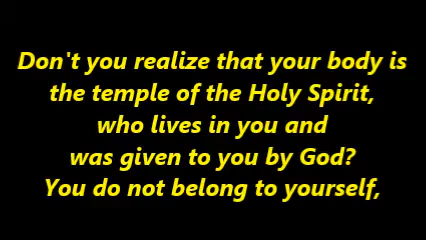 Don't you realize that your body is
the temple of the Holy Spirit,
who lives in you and
was given to you by God?
You do not belong to yourself,